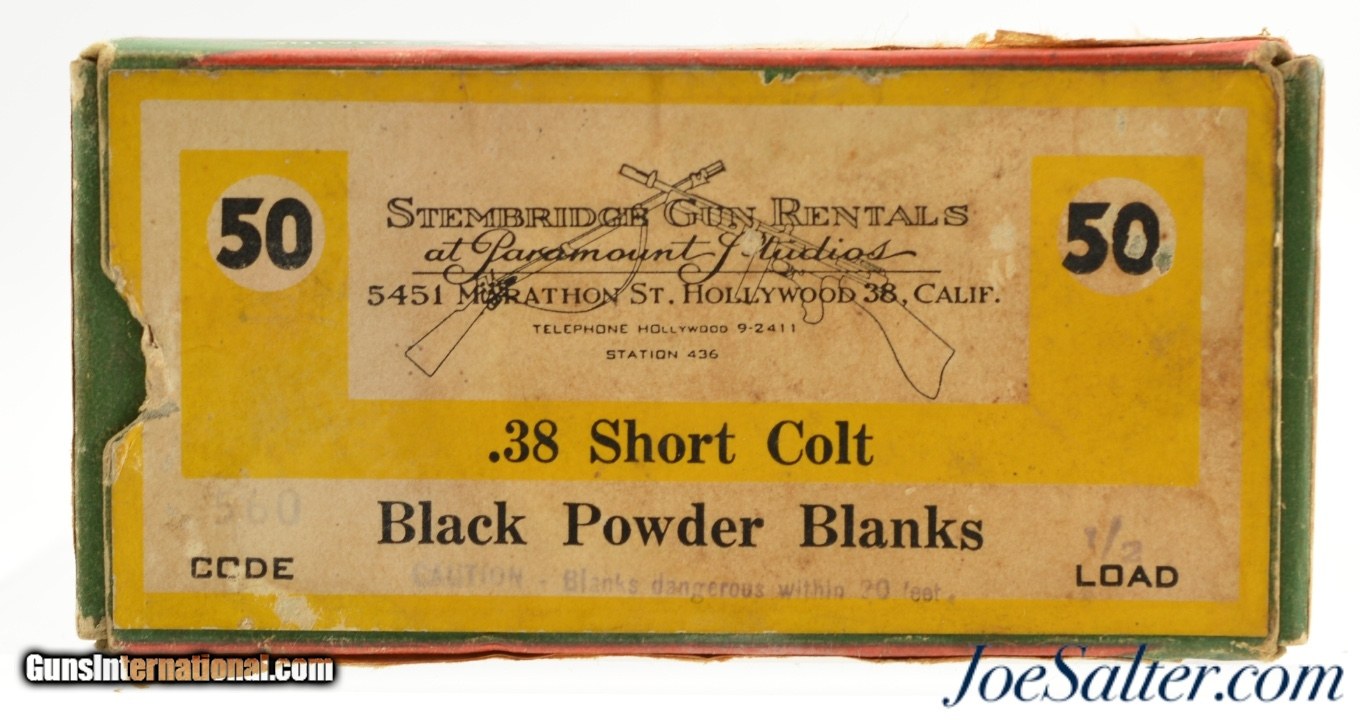 50
STEMBRIDGE GUN RENTALS
50
at Paramount Studios
5451 MARATHON ST. HOLLYWOOD 38, CALIF.
TELEPHONE HOLLYWOOD 9-2411
STATION 436
.38 Short Colt
560
Black Powder Blanks
1/2
CODE
LOAD
CAUTION - Blanks dangerous within 20 feet.
GunsInternational.com
JoeSalter.com